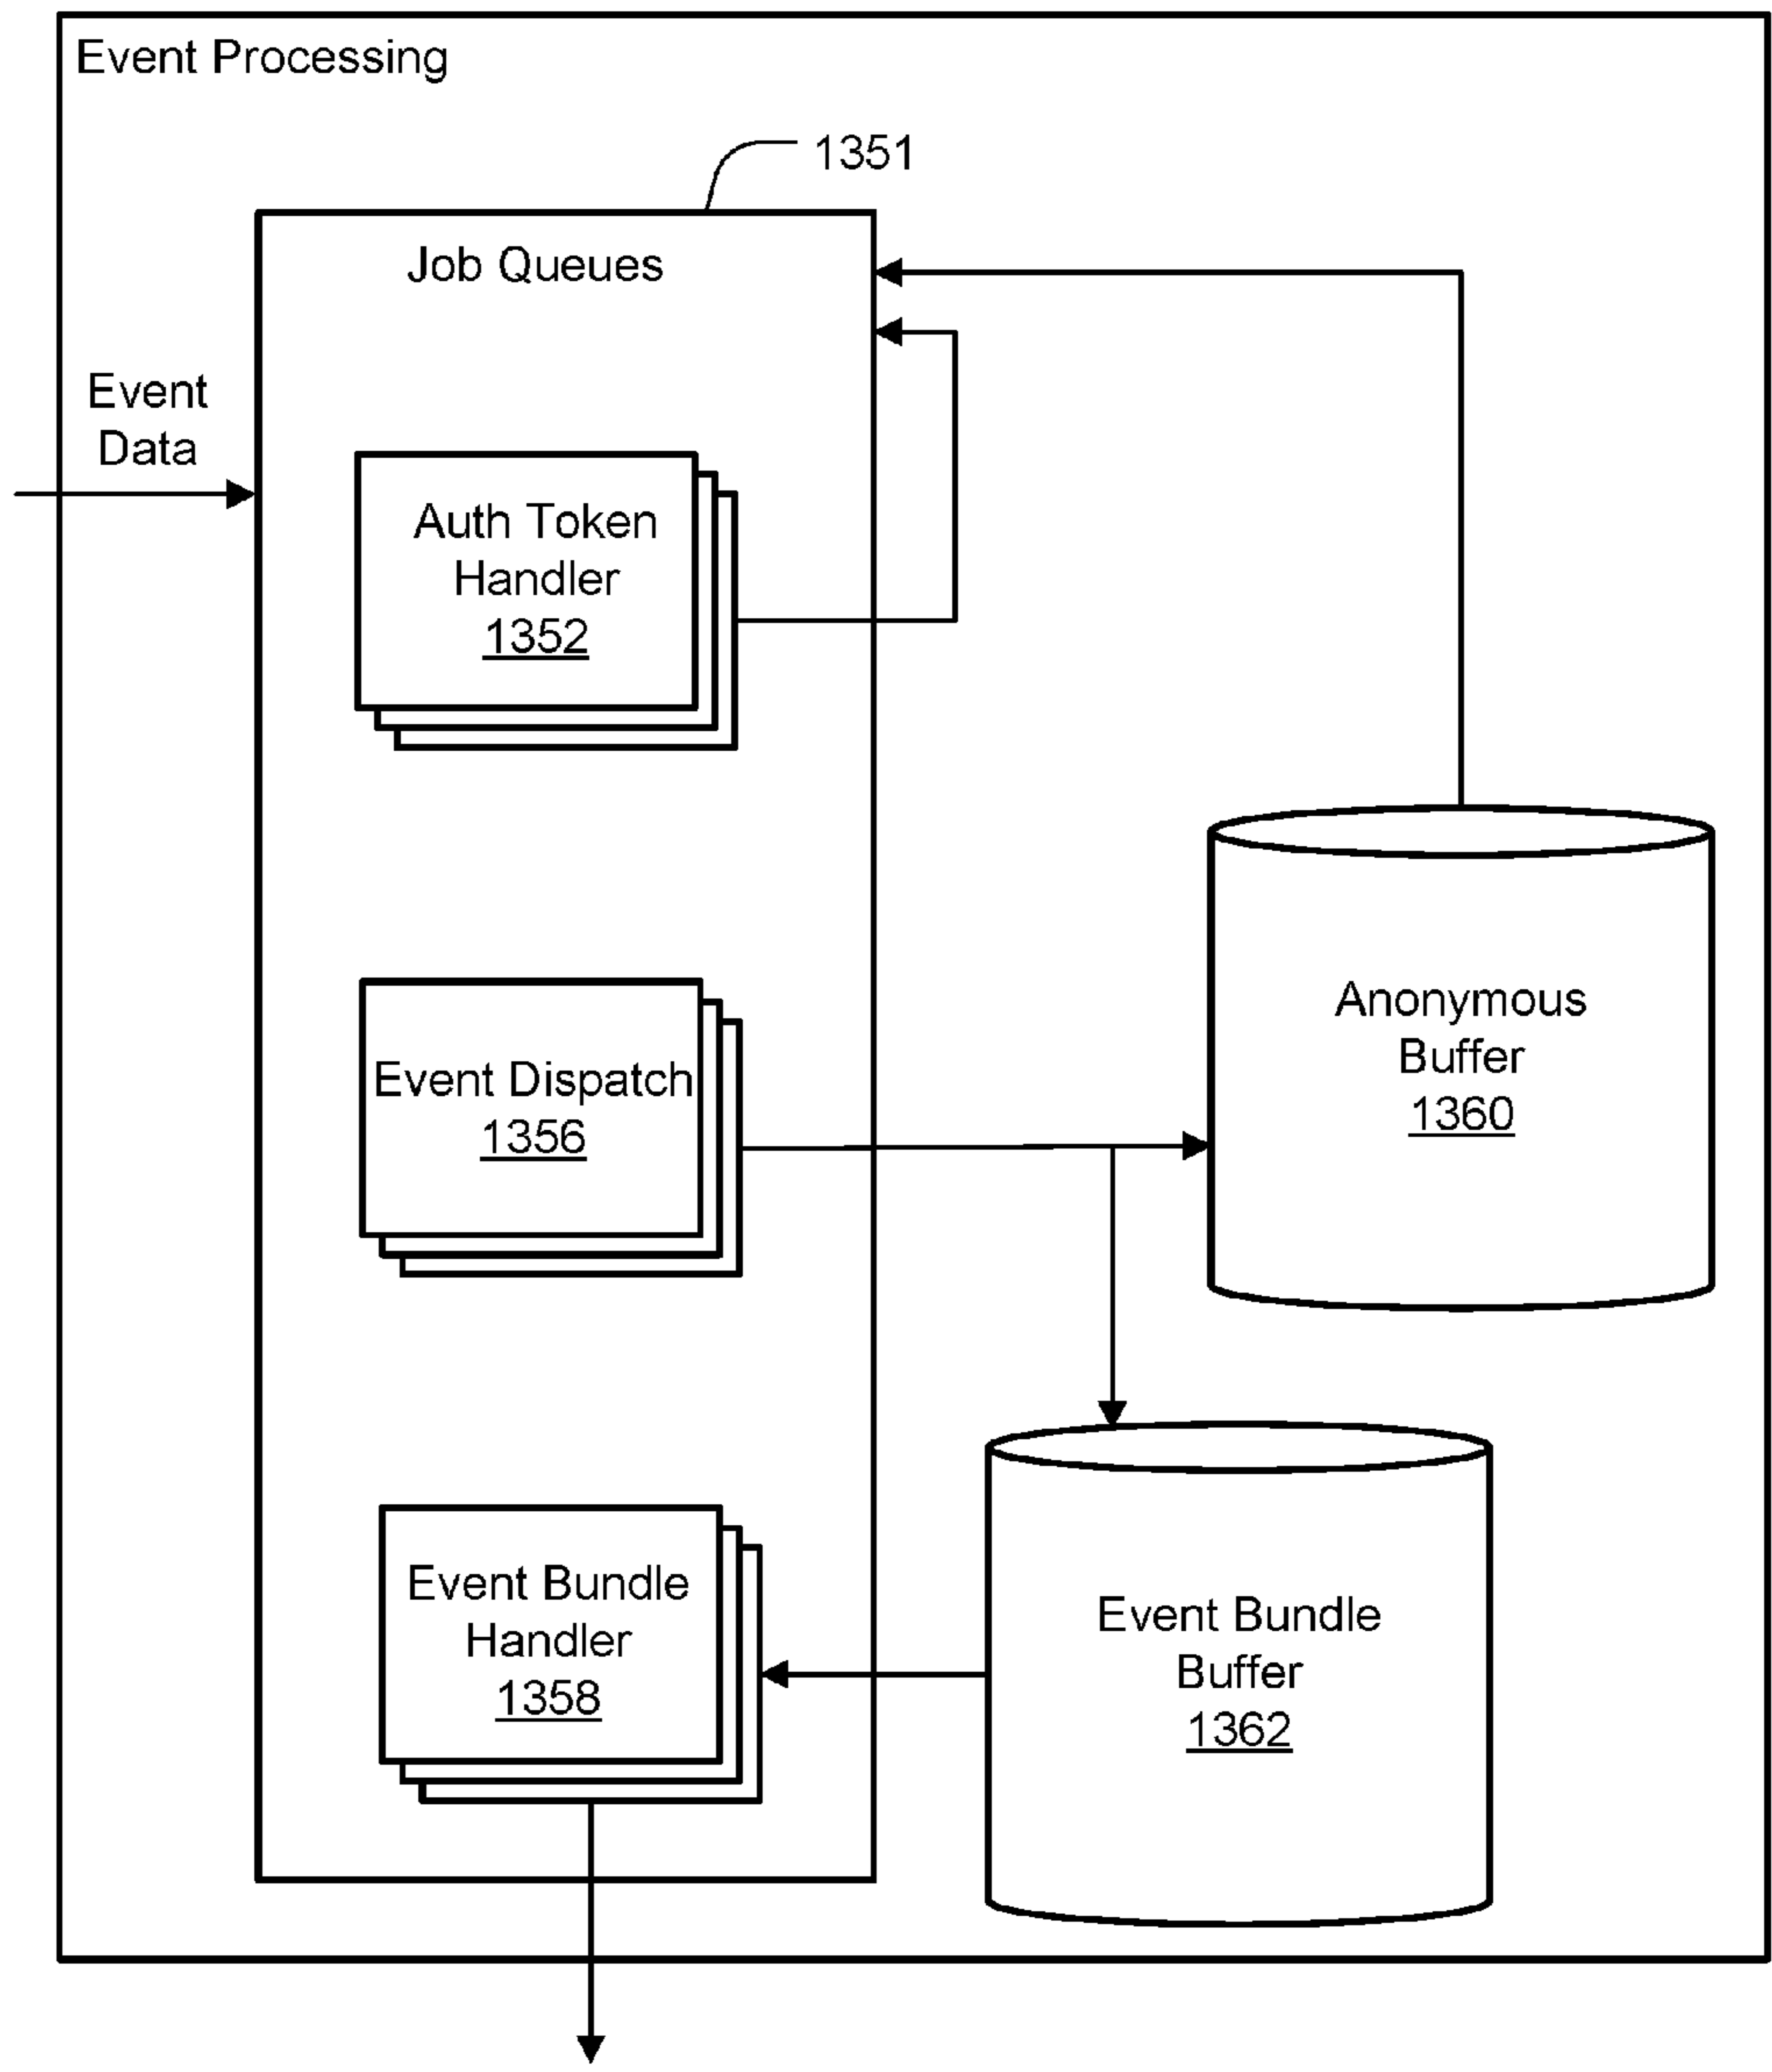 Event Processing
1351
Job Queues
Event
Data
Auth Token
Handler
1352
Event Dispatch
1356
Anonymous
Buffer
1360
Event Bundle
Handler
1358
Event Bundle
Buffer
1362